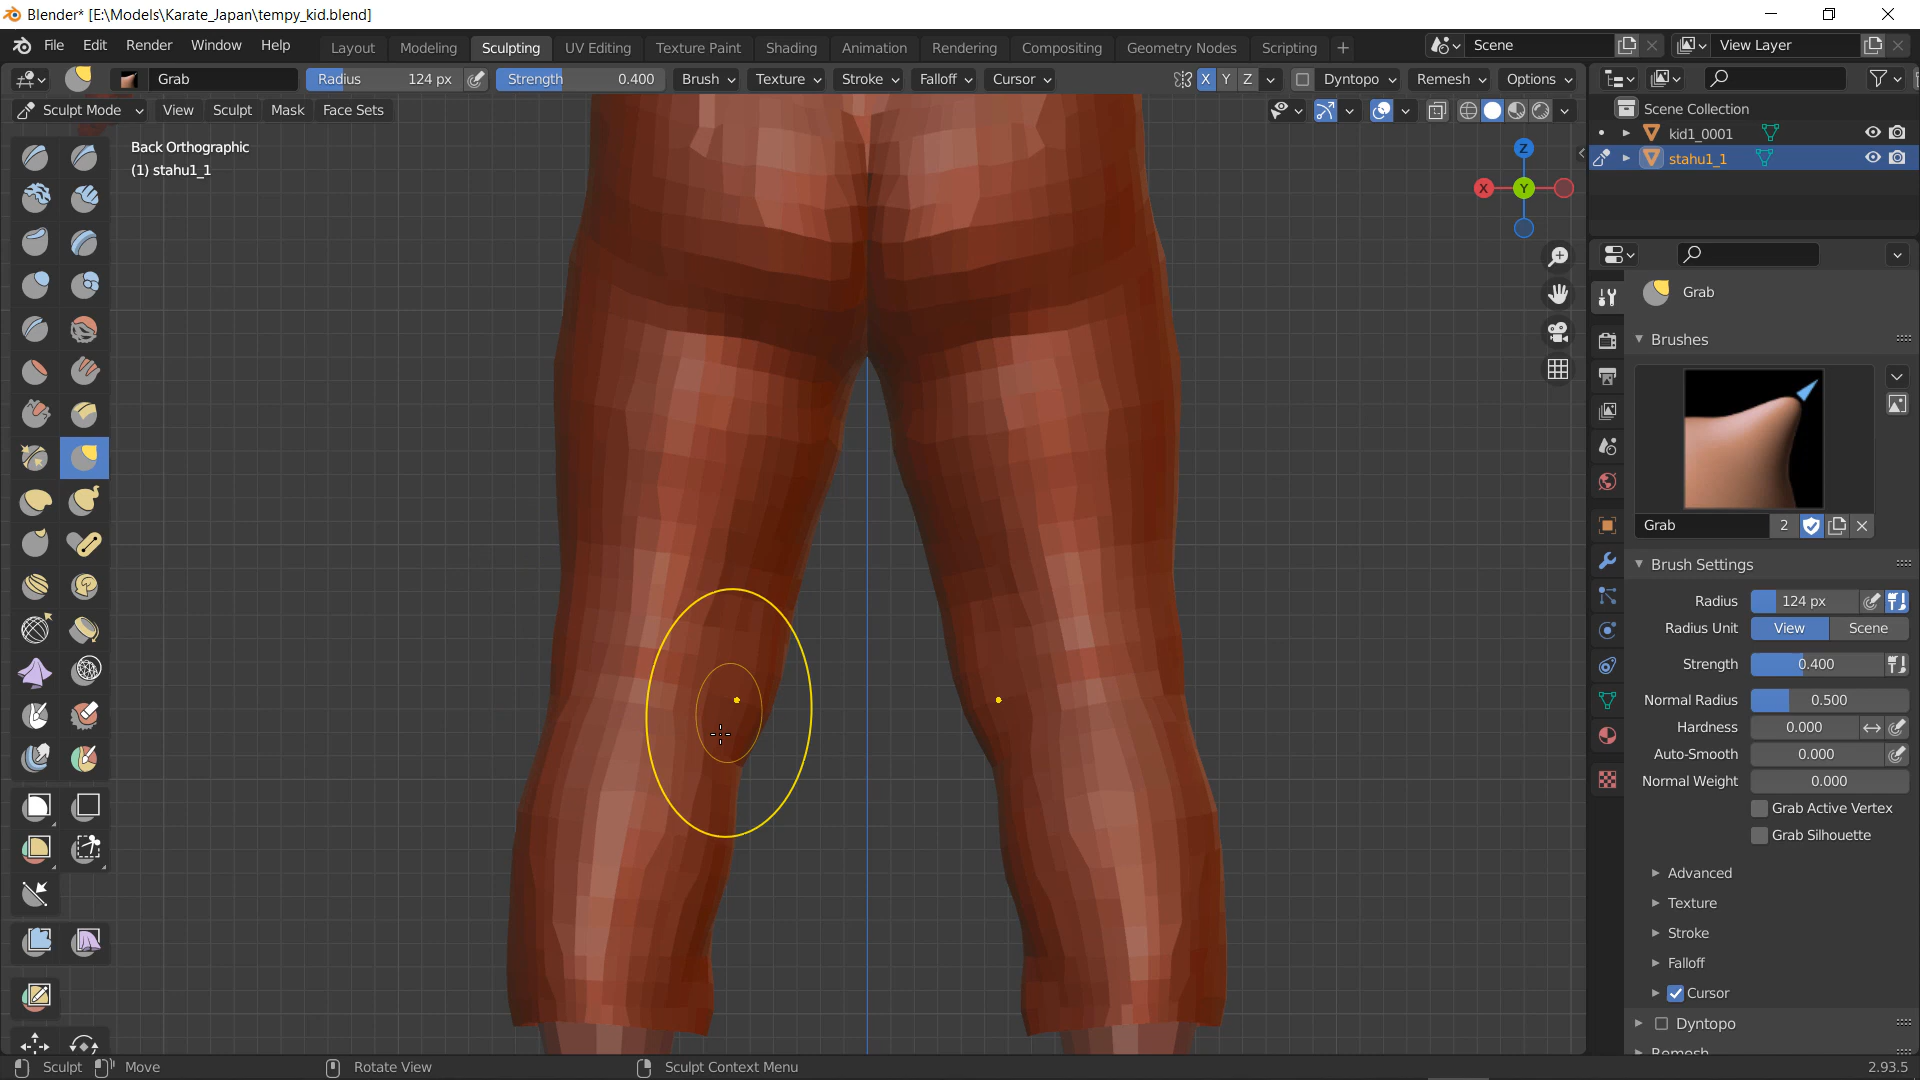 Blender* [E:\Models\Karate_Japan\tempy_kid.blend]
File Edit Render Window Help Layout Modeling Sculpting UV Editing Texture Paint Shading Animation Rendering Compositing Geometry Nodes Scripting + Scene View Layer
Grab Radius 124 px Strength 0.400 Brush Texture Stroke Falloff Cursor X Y Z Dyntopo Remesh Options
Sculpt Mode View Sculpt Mask Face Sets
Scene Collection
kid1_0001
stahu1_1
Back Orthographic
(1) stahu1_1
Z
X Y
Grab
Brushes
Grab 2
Brush Settings
Radius 124 px
Radius Unit View Scene
Strength 0.400
Normal Radius 0.500
Hardness 0.000
Auto-Smooth 0.000
Normal Weight 0.000
Grab Active Vertex
Grab Silhouette
Advanced
Texture
Stroke
Falloff
Cursor
Dyntopo
Remesh
Sculpt Move Rotate View Sculpt Context Menu 2.93.5